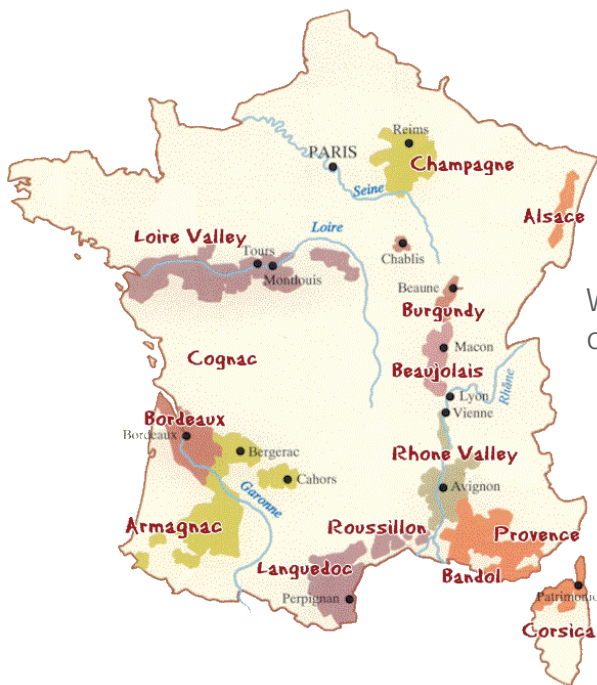 Reims
PARIS
Champagne
Seine
Alsace
Loire
Loire Valley
Tours
Chablis
Montlouis
Beaune
Burgundy
Macon
Cognac
Beaujolais
Rhône
Lyon
Vienne
Bordeaux
Bordeaux
Bergerac
Rhone Valley
Cahors
Avignon
Garonne
Armagnac
Roussillon
Provence
Languedoc
Bandol
Perpignan
Patrimonio
Corsica